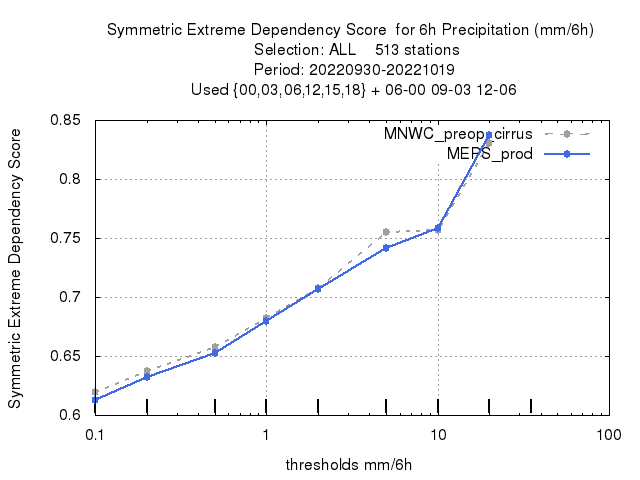 Symmetric Extreme Dependency Score  for 6h Precipitation (mm/6h)
Selection: ALL    513 stations
Period: 20220930-20221019
Used {00,03,06,12,15,18} + 06-00 09-03 12-06
MNWC_preop_cirrus
MEPS_prod
Symmetric Extreme Dependency Score
0.85
0.8
0.75
0.7
0.65
0.6
0.1 1 10 100
thresholds mm/6h